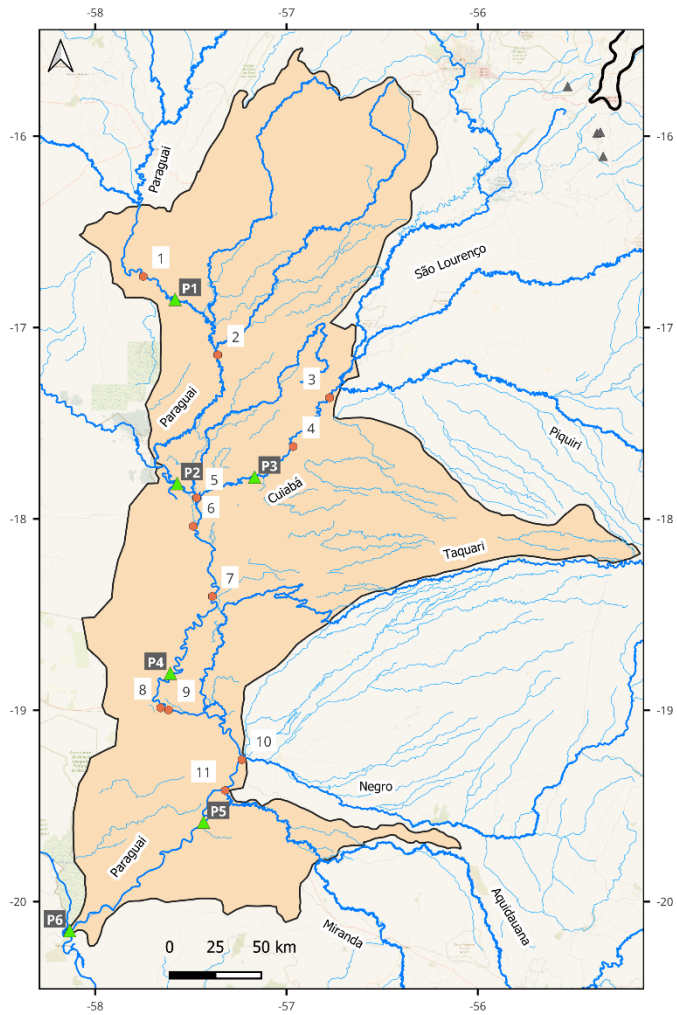 -58
-57
-56
-16
-16
Paraguai
São Lourenço
1
P1
-17
-17
2
3
Paraguai
4
Piquiri
P2
5
P3
Cuiabá
6
-18
-18
Taquari
7
P4
8
9
-19
-19
10
11
Negro
P5
Paraguai
Aquidauana
-20
-20
P6
Miranda
0 25 50 km
-58
-57
-56